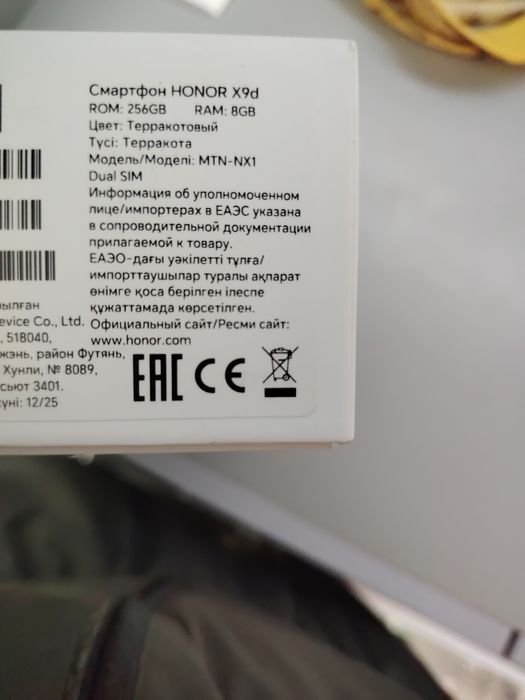 Смартфон HONOR X9d
ROM: 256GB RAM: 8GB
Цвет: Терракотовый
Түсі: Терракота
Модель/Моделі: MTN-NX1
Dual SIM
Информация об уполномоченном
лице/импортерах в ЕАЭС указана
в сопроводительной документации
прилагаемой к товару.
ЕАЭО-дағы уәкілетті тұлға/
импорттаушылар туралы ақпарат
өнімге қоса берілген ілеспе
құжаттамада көрсетілген.
Официальный сайт/Ресми сайт:
www.honor.com
ылған
evice Co., Ltd.
, 518040,
жэнь, район Футянь,
Хунли, № 8089,
сьют 3401.
үні: 12/25
EAC CE